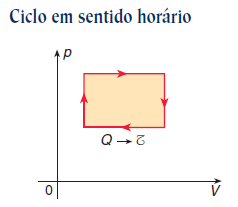 Ciclo em sentido horário
p
Q → 𝒯
0
V